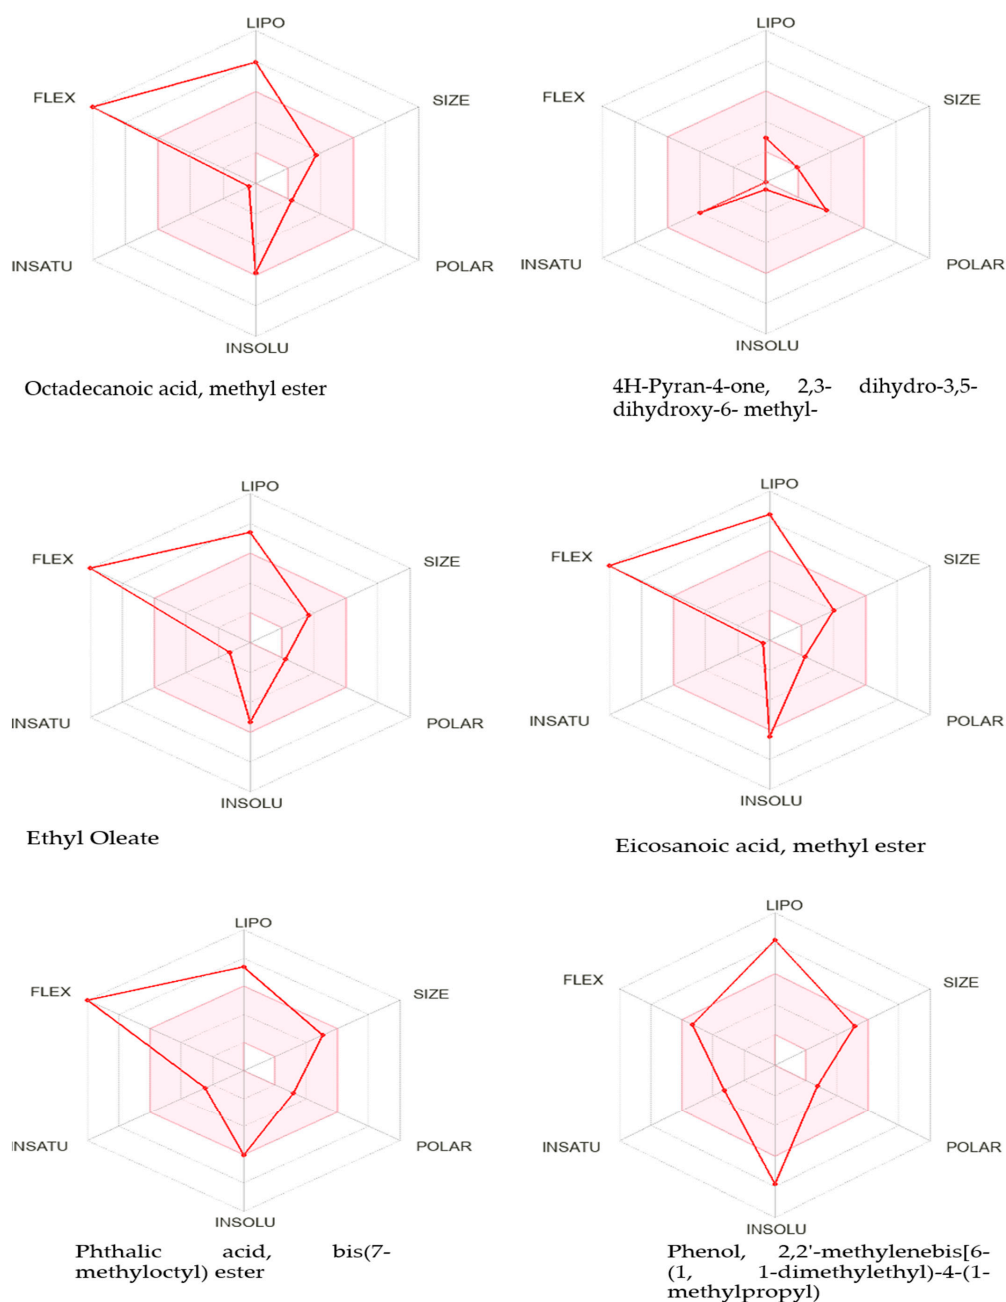 LIPO
FLEX
SIZE
INSATU
POLAR
INSOLU
Octadecanoic acid, methyl ester
LIPO
FLEX
SIZE
INSATU
POLAR
INSOLU
4H-Pyran-4-one, 2,3- dihydro-3,5-
dihydroxy-6- methyl-
LIPO
FLEX
SIZE
INSATU
POLAR
INSOLU
Ethyl Oleate
LIPO
FLEX
SIZE
INSATU
POLAR
INSOLU
Eicosanoic acid, methyl ester
LIPO
FLEX
SIZE
INSATU
POLAR
INSOLU
Phthalic acid, bis(7-
methyloctyl) ester
LIPO
FLEX
SIZE
INSATU
POLAR
INSOLU
Phenol, 2,2'-methylenebis[6-
(1, 1-dimethylethyl)-4-(1-
methylpropyl)